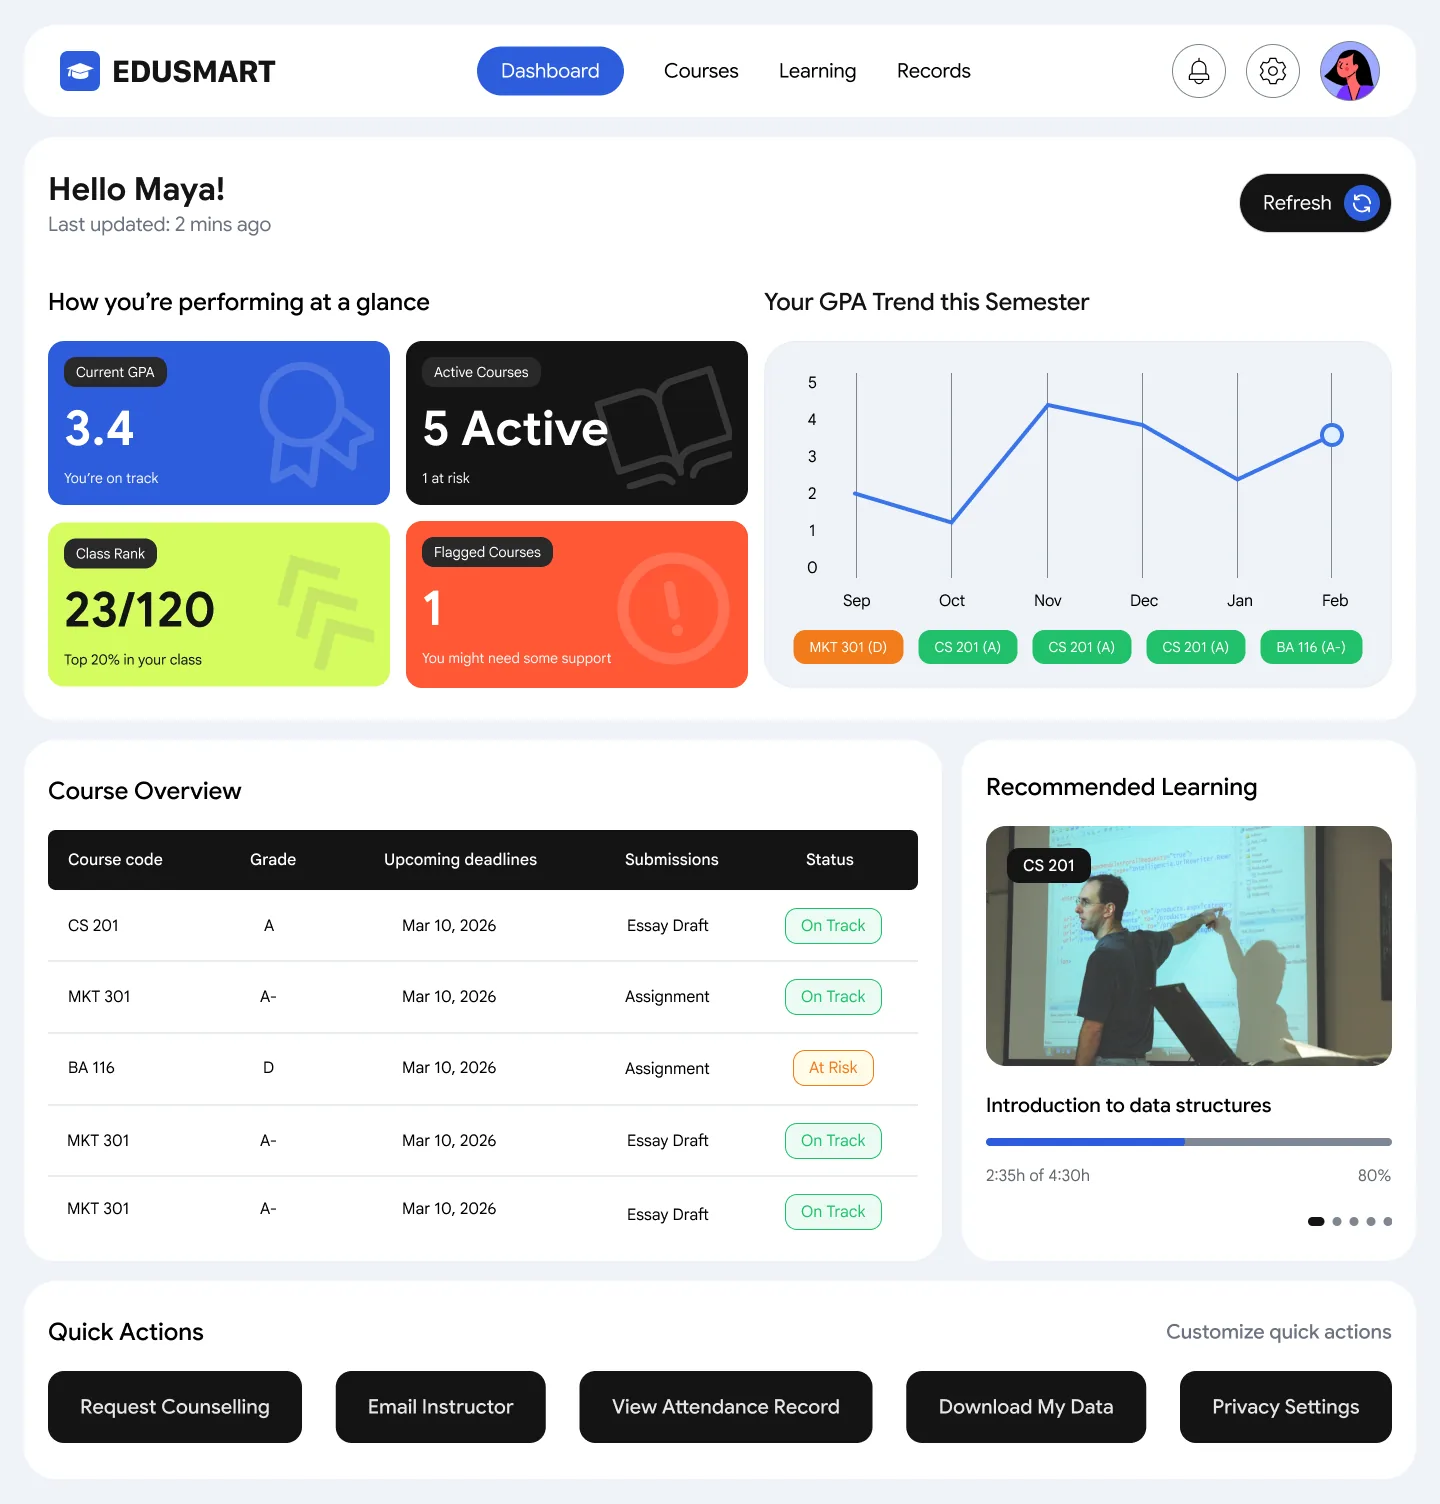 EDUSMART
Dashboard
Courses
Learning
Records
Hello Maya!
Last updated: 2 mins ago
Refresh
How you’re performing at a glance
Current GPA
3.4
You’re on track
Active Courses
5 Active
1 at risk
Class Rank
23/120
Top 20% in your class
Flagged Courses
1
You might need some support
Your GPA Trend this Semester
5
4
3
2
1
0
Sep Oct Nov Dec Jan Feb
MKT 301 (D) CS 201 (A) CS 201 (A) CS 201 (A) BA 116 (A-)
Course Overview
Course code Grade Upcoming deadlines Submissions Status
CS 201 A Mar 10, 2026 Essay Draft On Track
MKT 301 A- Mar 10, 2026 Assignment On Track
BA 116 D Mar 10, 2026 Assignment At Risk
MKT 301 A- Mar 10, 2026 Essay Draft On Track
MKT 301 A- Mar 10, 2026 Essay Draft On Track
Recommended Learning
CS 201
Introduction to data structures
2:35h of 4:30h
80%
Quick Actions
Customize quick actions
Request Counselling
Email Instructor
View Attendance Record
Download My Data
Privacy Settings